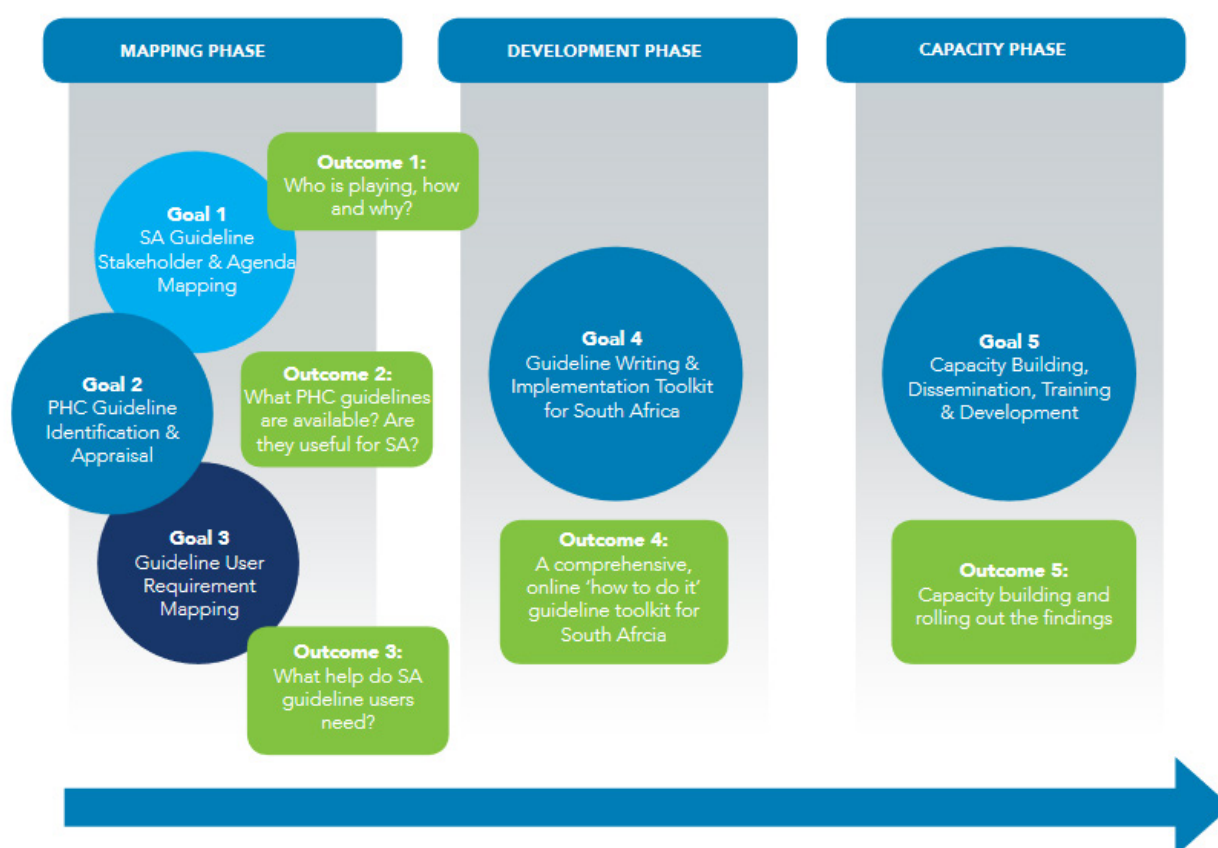 MAPPING PHASE
DEVELOPMENT PHASE
CAPACITY PHASE
Outcome 1:
Who is playing, how
and why?
Goal 1
SA Guideline
Stakeholder & Agenda
Mapping
Goal 2
PHC Guideline
Identification &
Appraisal
Outcome 2:
What PHC guidelines
are available? Are
they useful for SA?
Goal 3
Guideline User
Requirement
Mapping
Outcome 3:
What help do SA
guideline users
need?
Goal 4
Guideline Writing &
Implementation Toolkit
for South Africa
Outcome 4:
A comprehensive,
online ‘how to do it’
guideline toolkit for
South Afrcia
Goal 5
Capacity Building,
Dissemination, Training
& Development
Outcome 5:
Capacity building and
rolling out the findings